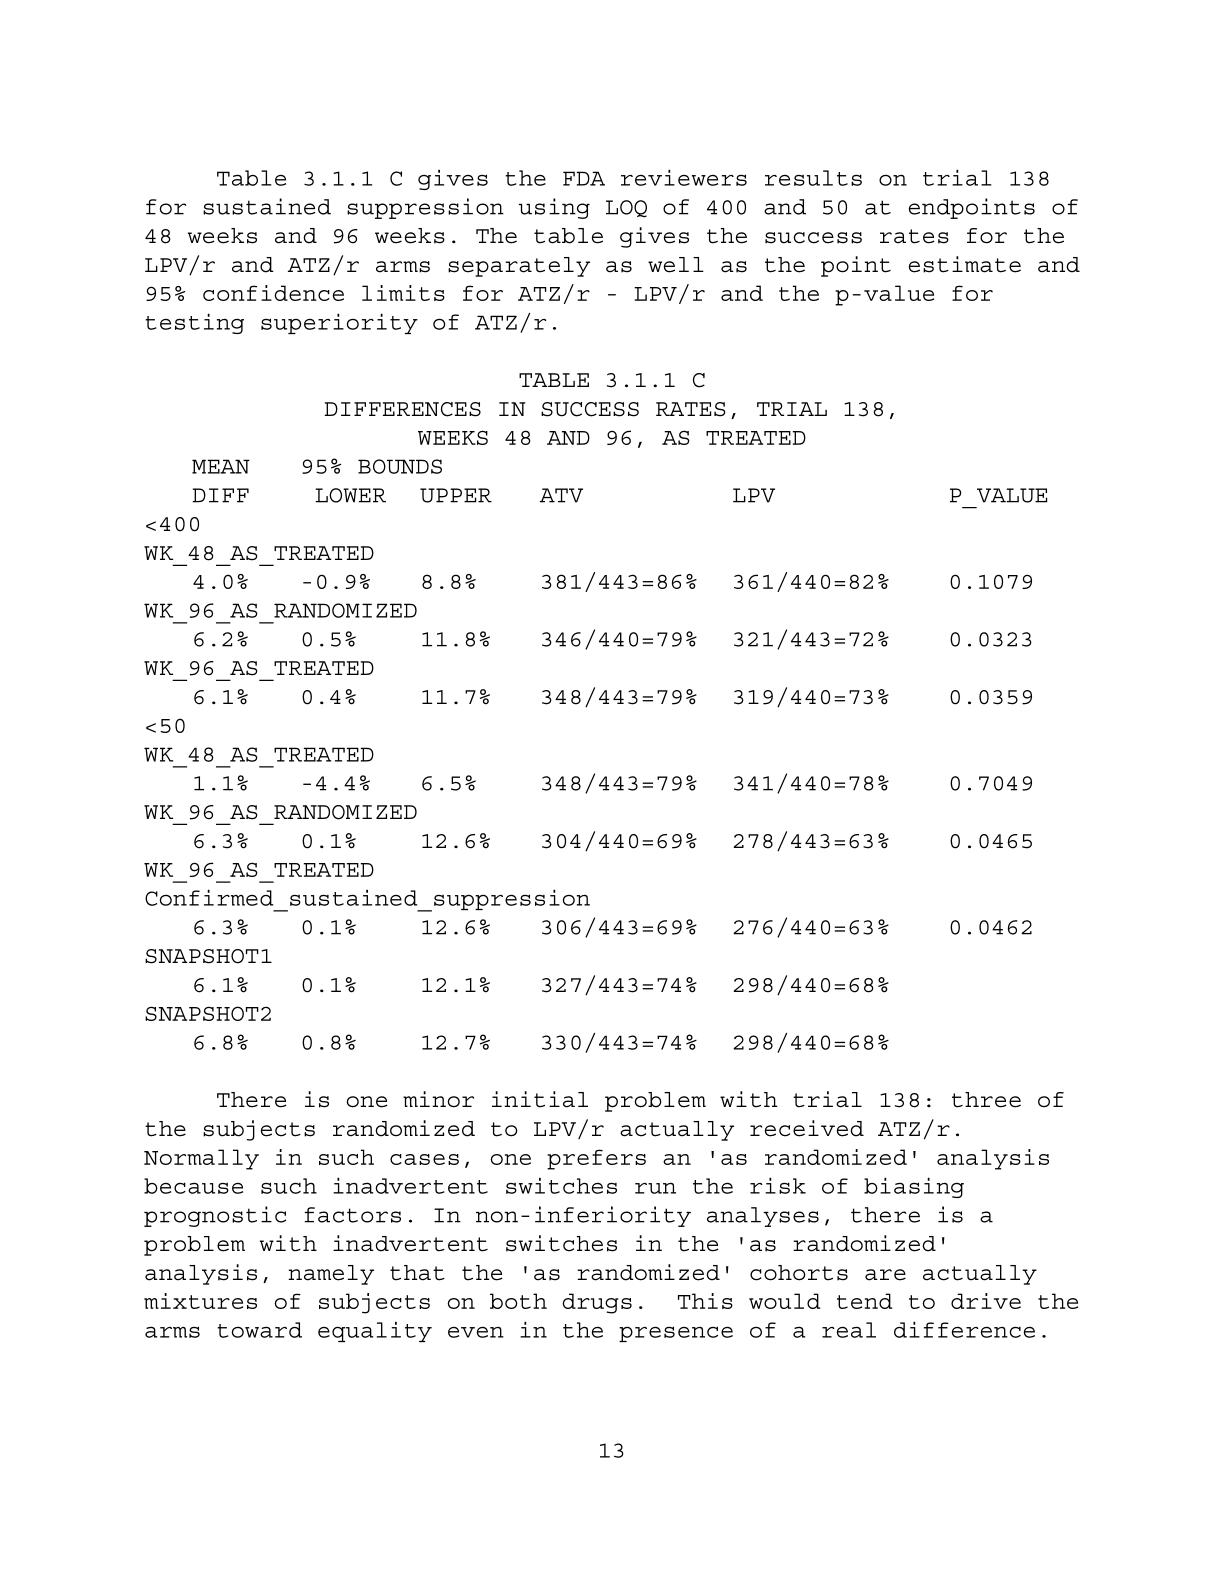 Table 3.1.1 C gives the FDA reviewers results on trial 138
for sustained suppression using LOQ of 400 and 50 at endpoints of
48 weeks and 96 weeks. The table gives the success rates for the
LPV/r and ATZ/r arms separately as well as the point estimate and
95% confidence limits for ATZ/r - LPV/r and the p-value for
testing superiority of ATZ/r.
TABLE 3.1.1 C
DIFFERENCES IN SUCCESS RATES, TRIAL 138,
WEEKS 48 AND 96, AS TREATED
MEAN 95% BOUNDS
DIFF LOWER UPPER ATV LPV P_VALUE
<400
WK_48_AS_TREATED
4.0% -0.9% 8.8% 381/443=86% 361/440=82% 0.1079
WK_96_AS_RANDOMIZED
6.2% 0.5% 11.8% 346/440=79% 321/443=72% 0.0323
WK_96_AS_TREATED
6.1% 0.4% 11.7% 348/443=79% 319/440=73% 0.0359
<50
WK_48_AS_TREATED
1.1% -4.4% 6.5% 348/443=79% 341/440=78% 0.7049
WK_96_AS_RANDOMIZED
6.3% 0.1% 12.6% 304/440=69% 278/443=63% 0.0465
WK_96_AS_TREATED
Confirmed_sustained_suppression
6.3% 0.1% 12.6% 306/443=69% 276/440=63% 0.0462
SNAPSHOT1
6.1% 0.1% 12.1% 327/443=74% 298/440=68%
SNAPSHOT2
6.8% 0.8% 12.7% 330/443=74% 298/440=68%
There is one minor initial problem with trial 138: three of
the subjects randomized to LPV/r actually received ATZ/r.
Normally in such cases, one prefers an 'as randomized' analysis
because such inadvertent switches run the risk of biasing
prognostic factors. In non-inferiority analyses, there is a
problem with inadvertent switches in the 'as randomized'
analysis, namely that the 'as randomized' cohorts are actually
mixtures of subjects on both drugs.  This would tend to drive the
arms toward equality even in the presence of a real difference.
13